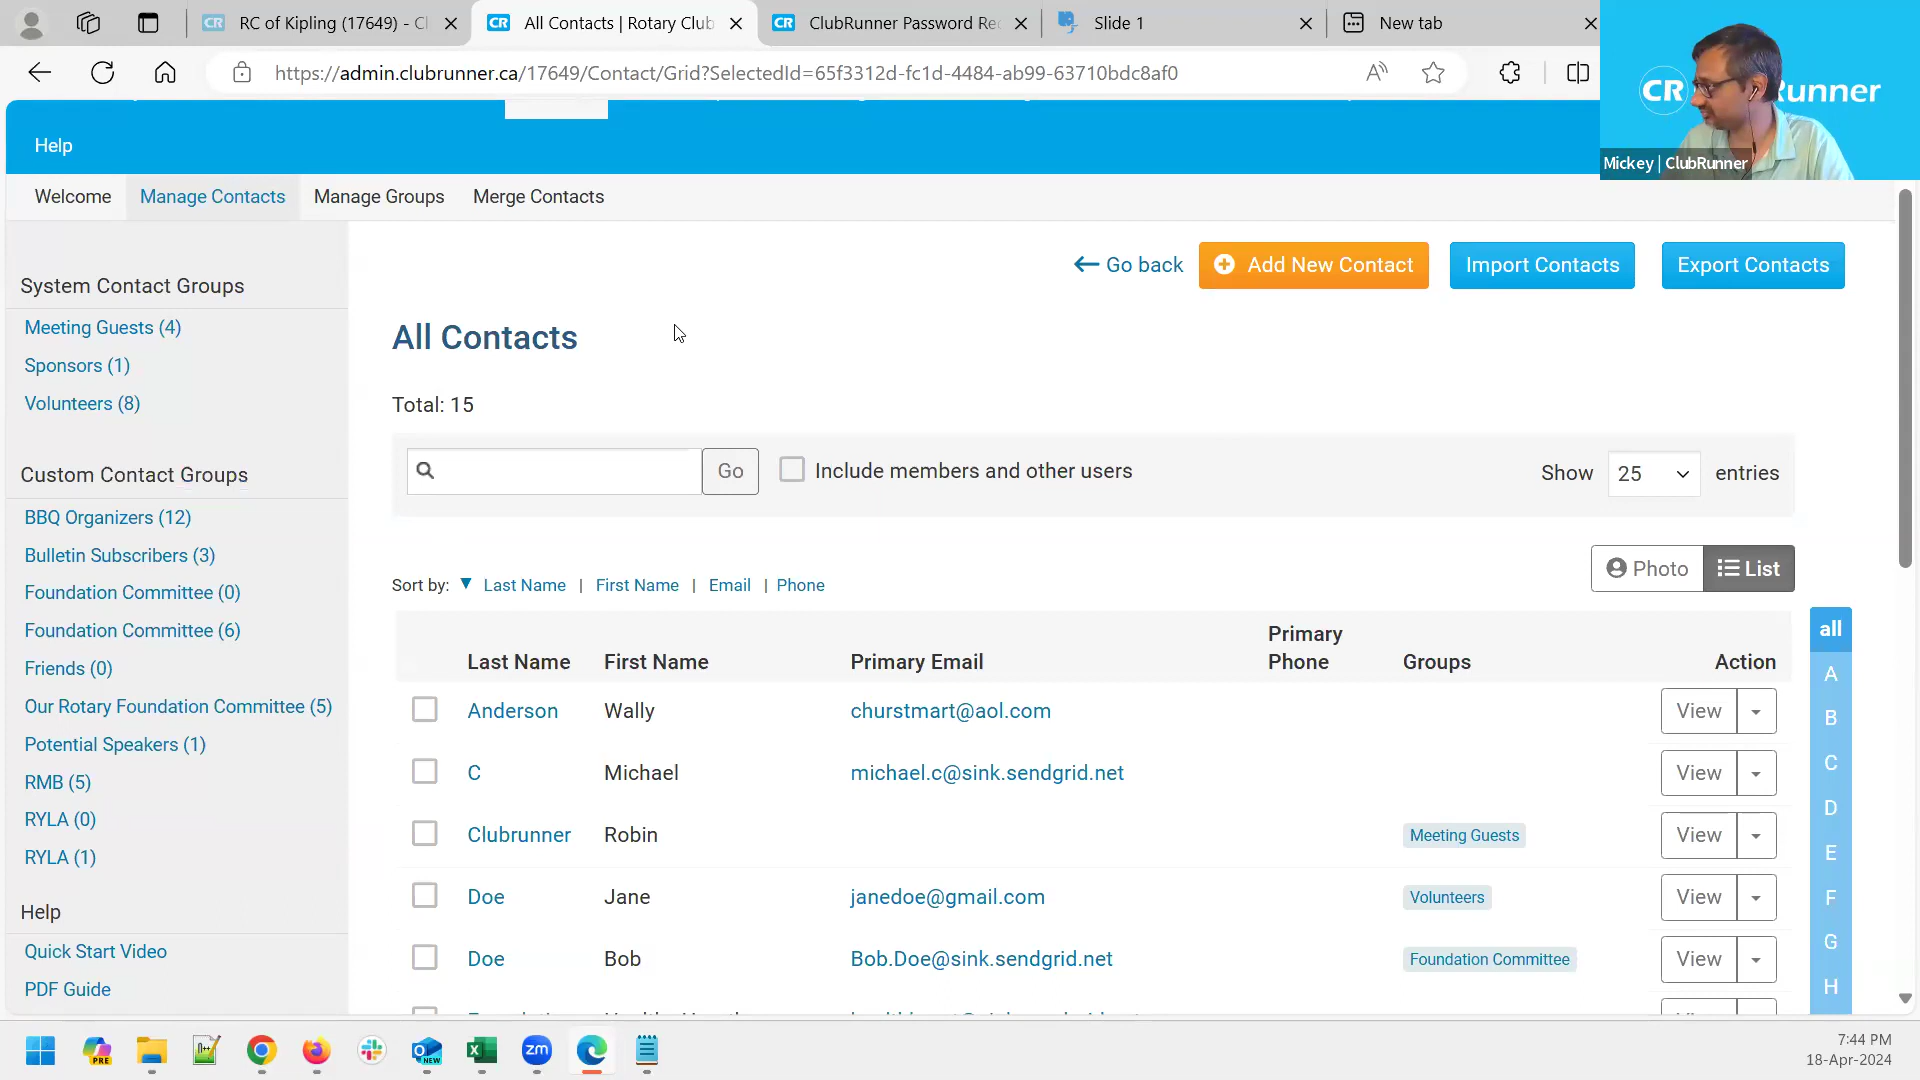 RC of Kipling (17649) - Cl
All Contacts | Rotary Club
ClubRunner Password Re
Slide 1
New tab
https://admin.clubrunner.ca/17649/Contact/Grid?SelectedId=65f3312d-fc1d-4484-ab99-63710bdc8af0
CR unner
Mickey | ClubRunner
Help
Welcome
Manage Contacts
Manage Groups
Merge Contacts
Go back
Add New Contact
Import Contacts
Export Contacts
System Contact Groups
Meeting Guests (4)
Sponsors (1)
Volunteers (8)
Custom Contact Groups
BBQ Organizers (12)
Bulletin Subscribers (3)
Foundation Committee (0)
Foundation Committee (6)
Friends (0)
Our Rotary Foundation Committee (5)
Potential Speakers (1)
RMB (5)
RYLA (0)
RYLA (1)
Help
Quick Start Video
PDF Guide
All Contacts
Total: 15
Go
Include members and other users
Show 25 entries
Photo List
Sort by: Last Name | First Name | Email | Phone
Last Name First Name Primary Email Primary Phone Groups Action
Anderson Wally churstmart@aol.com View
C Michael michael.c@sink.sendgrid.net View
Clubrunner Robin Meeting Guests View
Doe Jane janedoe@gmail.com Volunteers View
Doe Bob Bob.Doe@sink.sendgrid.net Foundation Committee View
all
A
B
C
D
E
F
G
H
7:44 PM
18-Apr-2024